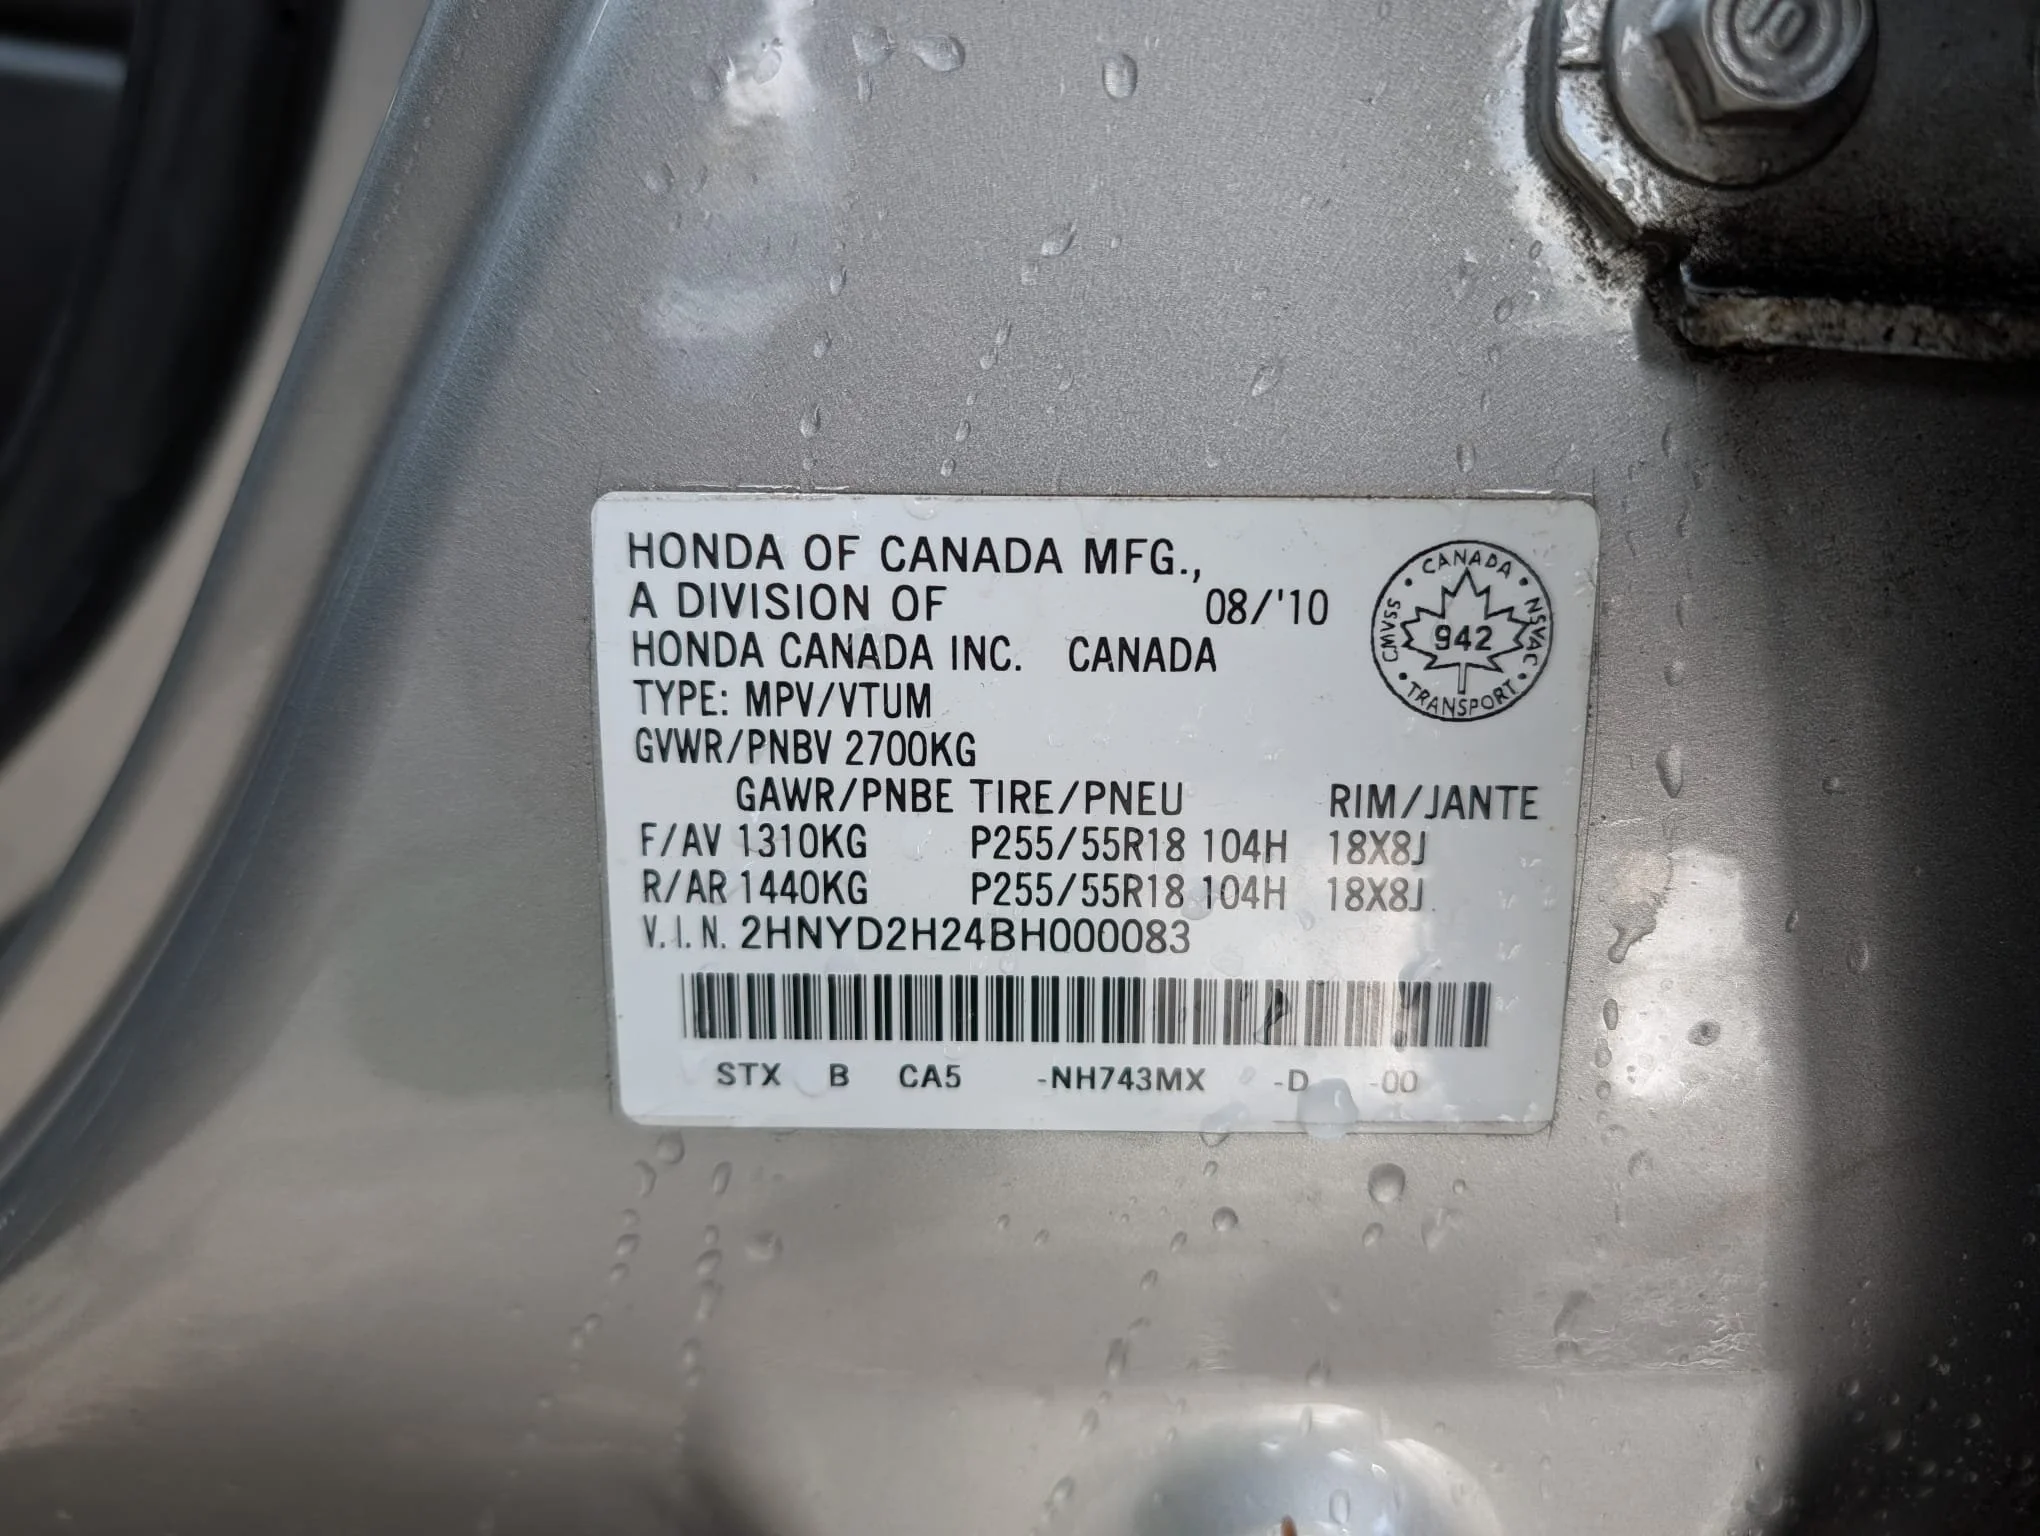 HONDA OF CANADA MFG.,
A DIVISION OF 08/'10
HONDA CANADA INC. CANADA
TYPE: MPV/VTUM
GVWR/PNBV 2700KG
GAWR/PNBE TIRE/PNEU RIM/JANTE
F/AV 1310KG P255/55R18 104H 18X8J
R/AR 1440KG P255/55R18 104H 18X8J
V.I.N. 2HNYD2H24BH000083
STX B CA5 -NH743MX -D -00
CANADA
NSVAC
TRANSPORT
CMVSS
942